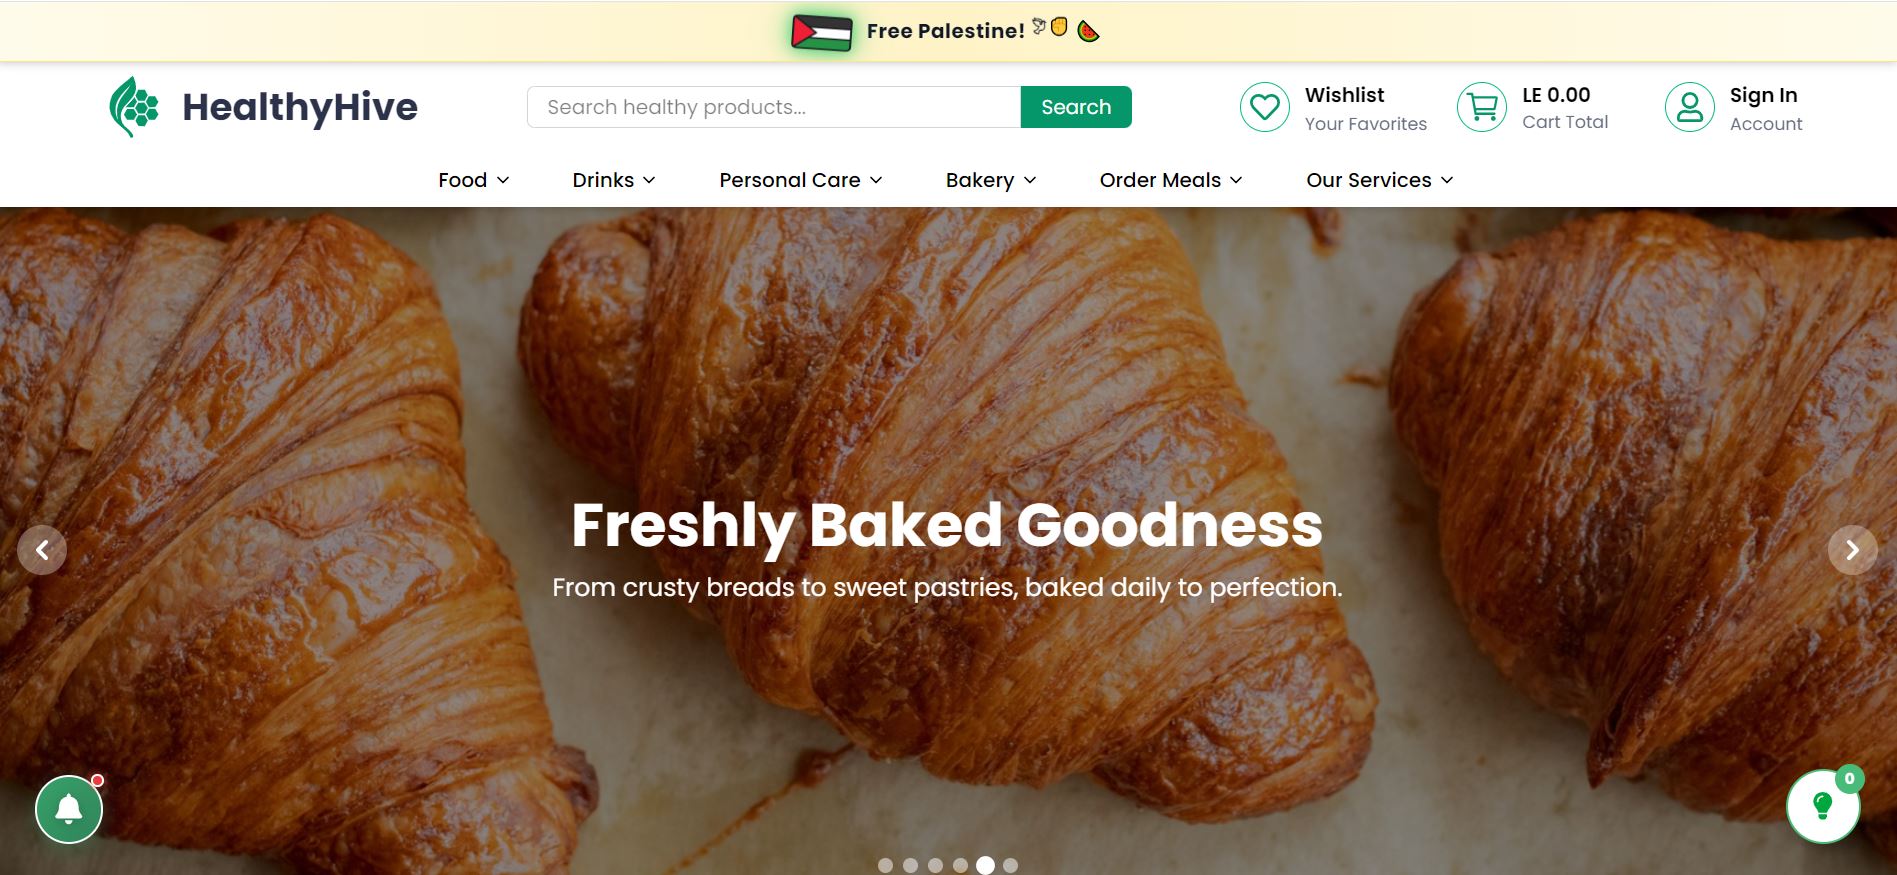 Free Palestine!
HealthyHive
Search healthy products...
Search
Wishlist
Your Favorites
LE 0.00
Cart Total
Sign In
Account
Food
Drinks
Personal Care
Bakery
Order Meals
Our Services
Freshly Baked Goodness
From crusty breads to sweet pastries, baked daily to perfection.
0